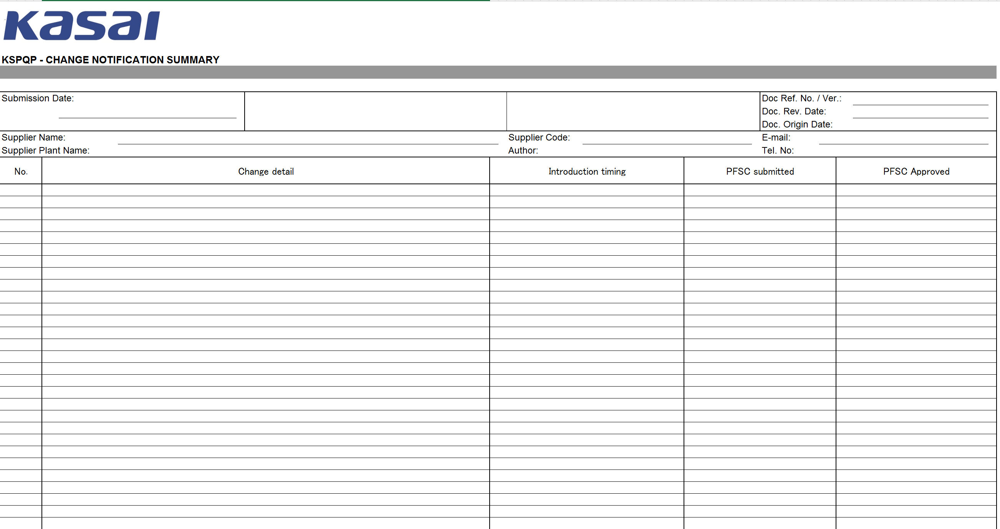 Kasai
KSPQP - CHANGE NOTIFICATION SUMMARY
Submission Date:
Doc Ref. No. / Ver.:
Doc. Rev. Date:
Doc. Origin Date:
Supplier Name:
Supplier Code:
E-mail:
Supplier Plant Name:
Author:
Tel. No:
No.
Change detail
Introduction timing
PFSC submitted
PFSC Approved